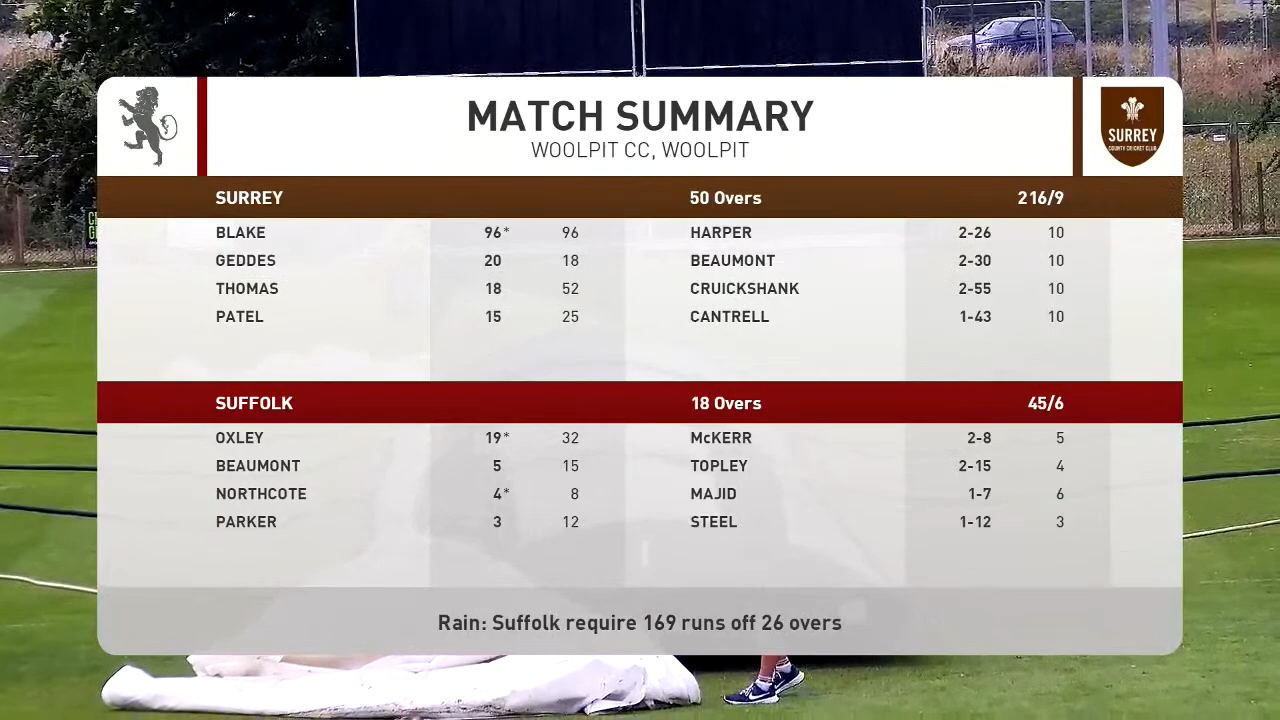 MATCH SUMMARY
WOOLPIT CC, WOOLPIT
SURREY
COUNTY CRICKET CLUB
SURREY 50 Overs 216/9
BLAKE 96* 96 HARPER 2-26 10
GEDDES 20 18 BEAUMONT 2-30 10
THOMAS 18 52 CRUICKSHANK 2-55 10
PATEL 15 25 CANTRELL 1-43 10
SUFFOLK 18 Overs 45/6
OXLEY 19* 32 McKERR 2-8 5
BEAUMONT 5 15 TOPLEY 2-15 4
NORTHCOTE 4* 8 MAJID 1-7 6
PARKER 3 12 STEEL 1-12 3
Rain: Suffolk require 169 runs off 26 overs